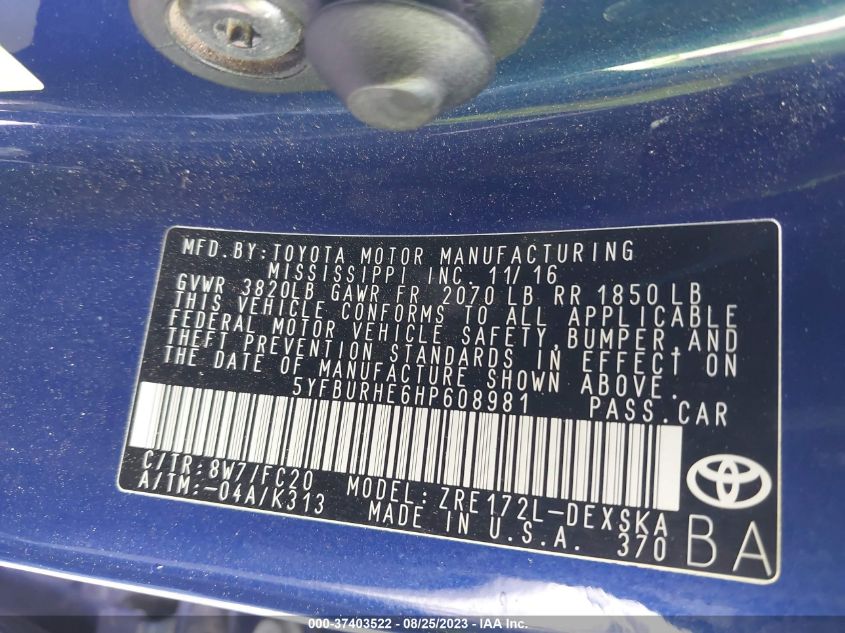 MFD. BY: TOYOTA MOTOR MANUFACTURING
MISSISSIPPI INC. 11/16
GVWR 3820LB GAWR FR 2070 LB RR 1850 LB
THIS VEHICLE CONFORMS TO ALL APPLICABLE
FEDERAL MOTOR VEHICLE SAFETY, BUMPER, AND
THEFT PREVENTION STANDARDS IN EFFECT ON
THE DATE OF MANUFACTURE SHOWN ABOVE.
5YFBURHE6HP608981 PASS.CAR
C/TR: 8W7/FC20 MODEL: ZRE172L-DEXSKA
A/TM: -04A/K313 MADE IN U.S.A. 370
BA
000-37403522 - 08/25/2023 - IAA Inc.